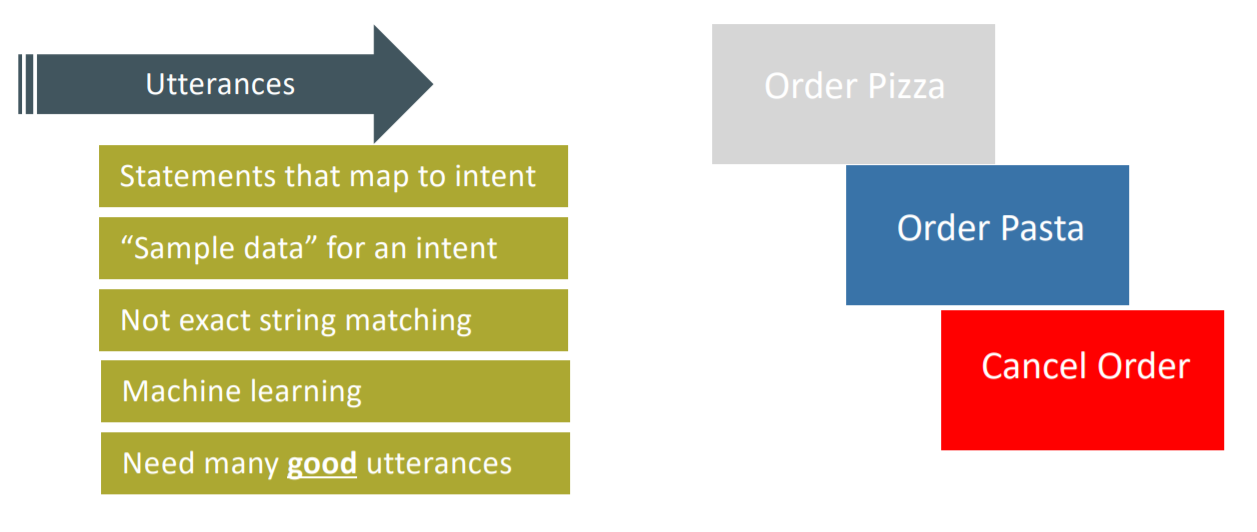 Utterances
Statements that map to intent
“Sample data” for an intent
Not exact string matching
Machine learning
Need many good utterances
Order Pizza
Order Pasta
Cancel Order